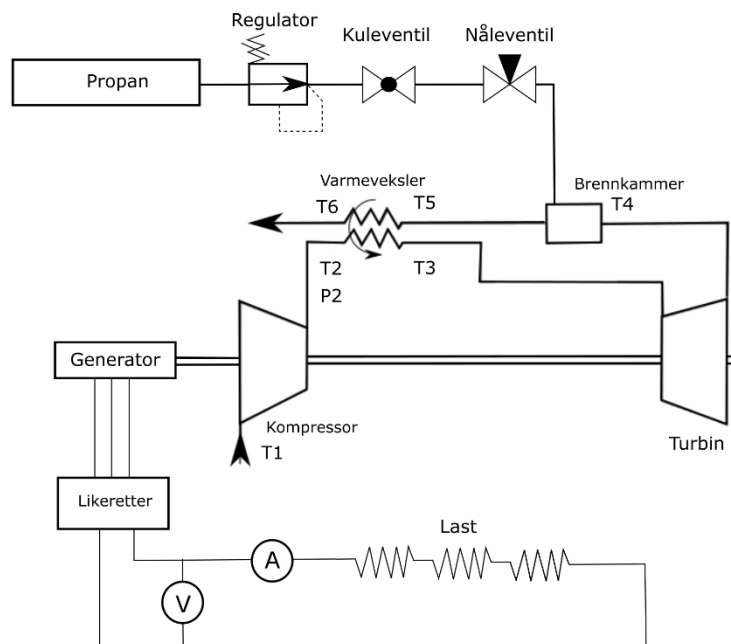 Regulator
Kuleventil
Nåleventil
Propan
Varmeveksler
Brennkammer
T6
T5
T4
T2
T3
P2
Generator
Kompressor
T1
Turbin
Likeretter
Last
A
V